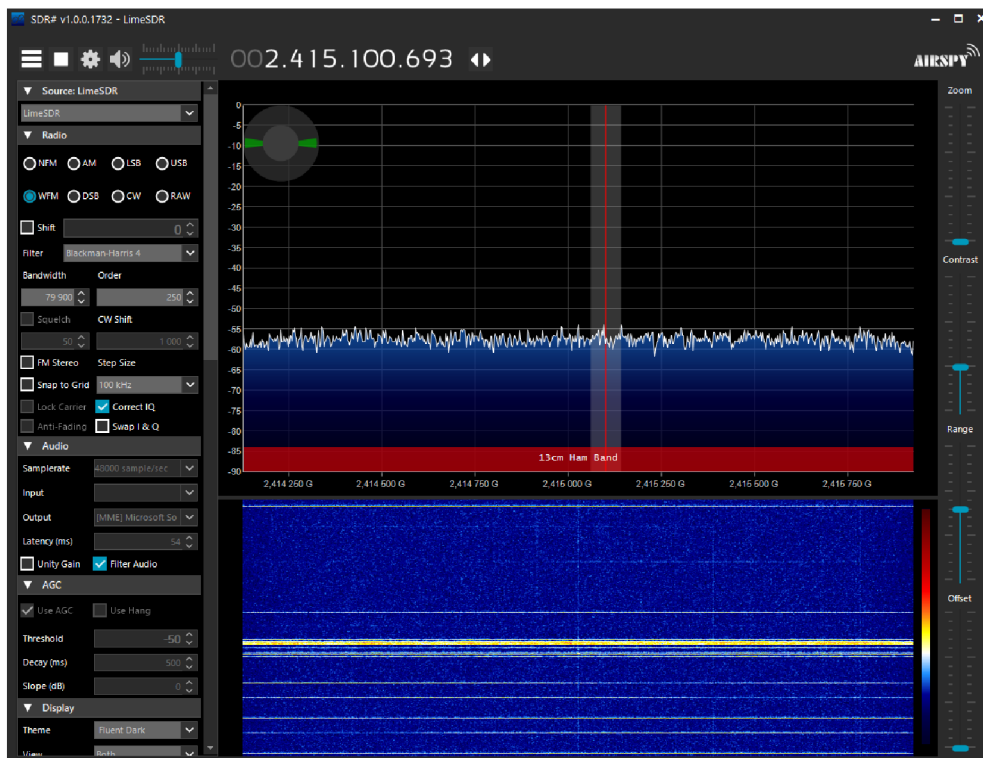 SDR# v1.0.0.1732 - LimeSDR
002.415.100.693
AIRSPY
▼ Source: LimeSDR
LimeSDR
▼ Radio
NFM AM LSB USB
WFM DSB CW RAW
Shift 0
Filter Blackman-Harris 4
Bandwidth Order
79 900 250
Squelch CW Shift
50 1 000
FM Stereo Step Size
Snap to Grid 100 kHz
Lock Carrier Correct IQ
Anti-Fading Swap I & Q
▼ Audio
Samplerate 48000 sample/sec
Input
Output [MME] Microsoft So
Latency (ms) 54
Unity Gain Filter Audio
▼ AGC
Use AGC Use Hang
Threshold -50
Decay (ms) 500
Slope (dB) 0
▼ Display
Theme Fluent Dark
View Both
0
-5
-10
-15
-20
-25
-30
-35
-40
-45
-50
-55
-60
-65
-70
-75
-80
-85
-90
13cm Ham Band
2,414 250 G 2,414 500 G 2,414 750 G 2,415 000 G 2,415 250 G 2,415 500 G 2,415 750 G
Zoom
Contrast
Range
Offset